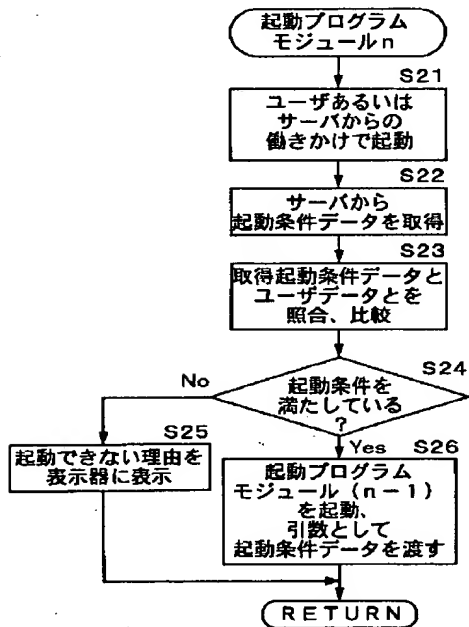 起動プログラム
モジュールn
S21
ユーザあるいは
サーバからの
働きかけで起動
S22
サーバから
起動条件データを取得
S23
取得起動条件データと
ユーザデータとを
照合、比較
S24
起動条件を
満たしている
?
No
Yes
S25
起動できない理由を
表示器に表示
S26
起動プログラム
モジュール(n-1)
を起動、
引数として
起動条件データを渡す
RETURN